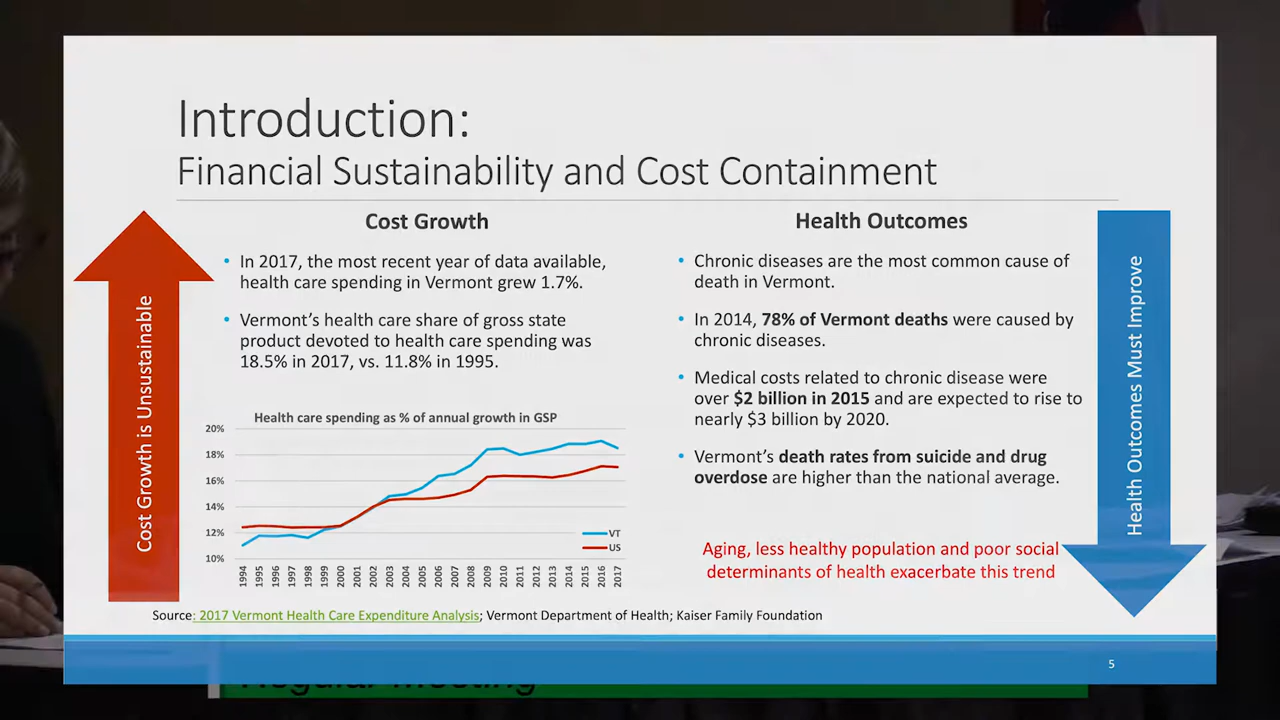 Introduction:
Financial Sustainability and Cost Containment
Cost Growth is Unsustainable
Cost Growth
• In 2017, the most recent year of data available,
health care spending in Vermont grew 1.7%.
• Vermont's health care share of gross state
product devoted to health care spending was
18.5% in 2017, vs. 11.8% in 1995.
Health care spending as % of annual growth in GSP
20%
18%
16%
14%
12%
10%
VT
US
1994 1995 1996 1997 1998 1999 2000 2001 2002 2003 2004 2005 2006 2007 2008 2009 2010 2011 2012 2013 2014 2015 2016 2017
Health Outcomes
• Chronic diseases are the most common cause of
death in Vermont.
• In 2014, 78% of Vermont deaths were caused by
chronic diseases.
• Medical costs related to chronic disease were
over $2 billion in 2015 and are expected to rise to
nearly $3 billion by 2020.
• Vermont's death rates from suicide and drug
overdose are higher than the national average.
Aging, less healthy population and poor social
determinants of health exacerbate this trend
Health Outcomes Must Improve
Source: 2017 Vermont Health Care Expenditure Analysis; Vermont Department of Health; Kaiser Family Foundation
5
Regular Meeting